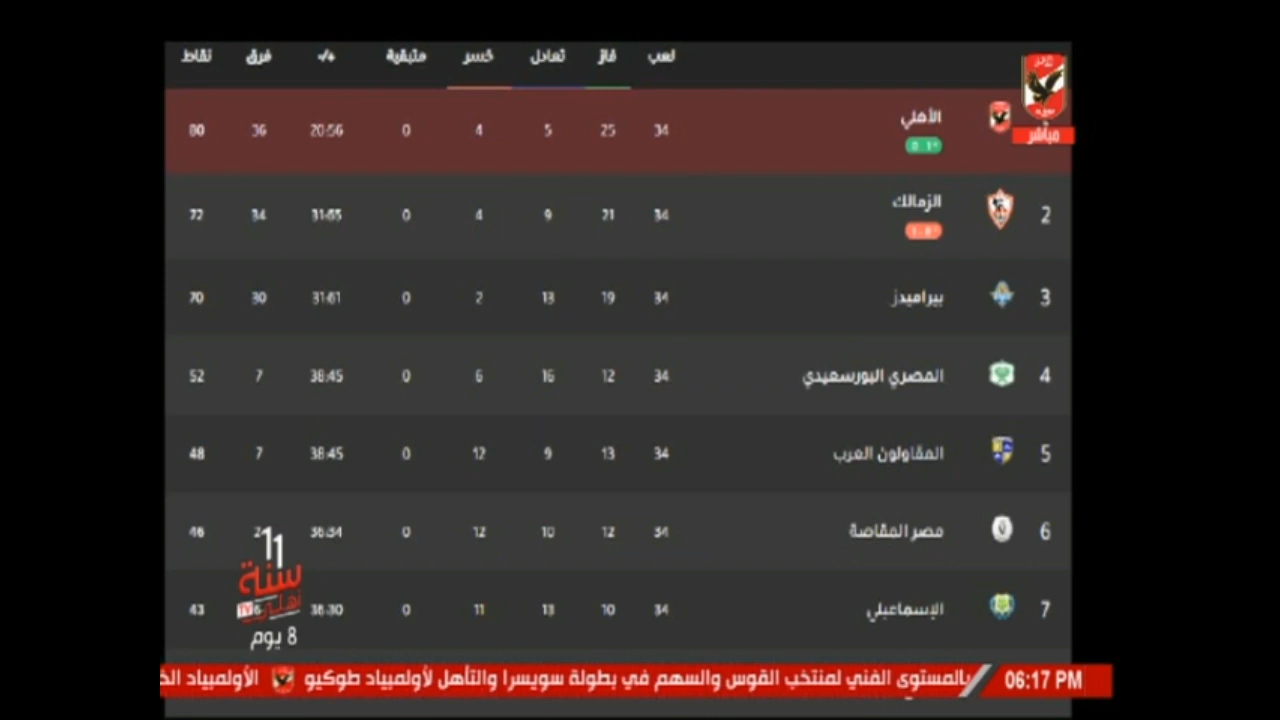 لعب فاز تعادل خسر متبقية +/- فرق نقاط
مباشر
الأهلي 34 25 5 4 0 20:56 36 80
2 الزمالك 34 21 9 4 0 31:65 34 72
3 بيراميدز 34 19 13 2 0 31:61 30 70
4 المصري البورسعيدي 34 12 16 6 0 38:45 7 52
5 المقاولون العرب 34 13 9 12 0 38:45 7 48
6 مصر المقاصة 34 12 10 12 0 46
7 الإسماعيلي 34 10 13 11 0 43
11
سنة
أهلي TV
8 يوم
06:17 PM بالمستوى الفني لمنتخب القوس والسهم في بطولة سويسرا والتأهل لأولمبياد طوكيو الأولمبياد